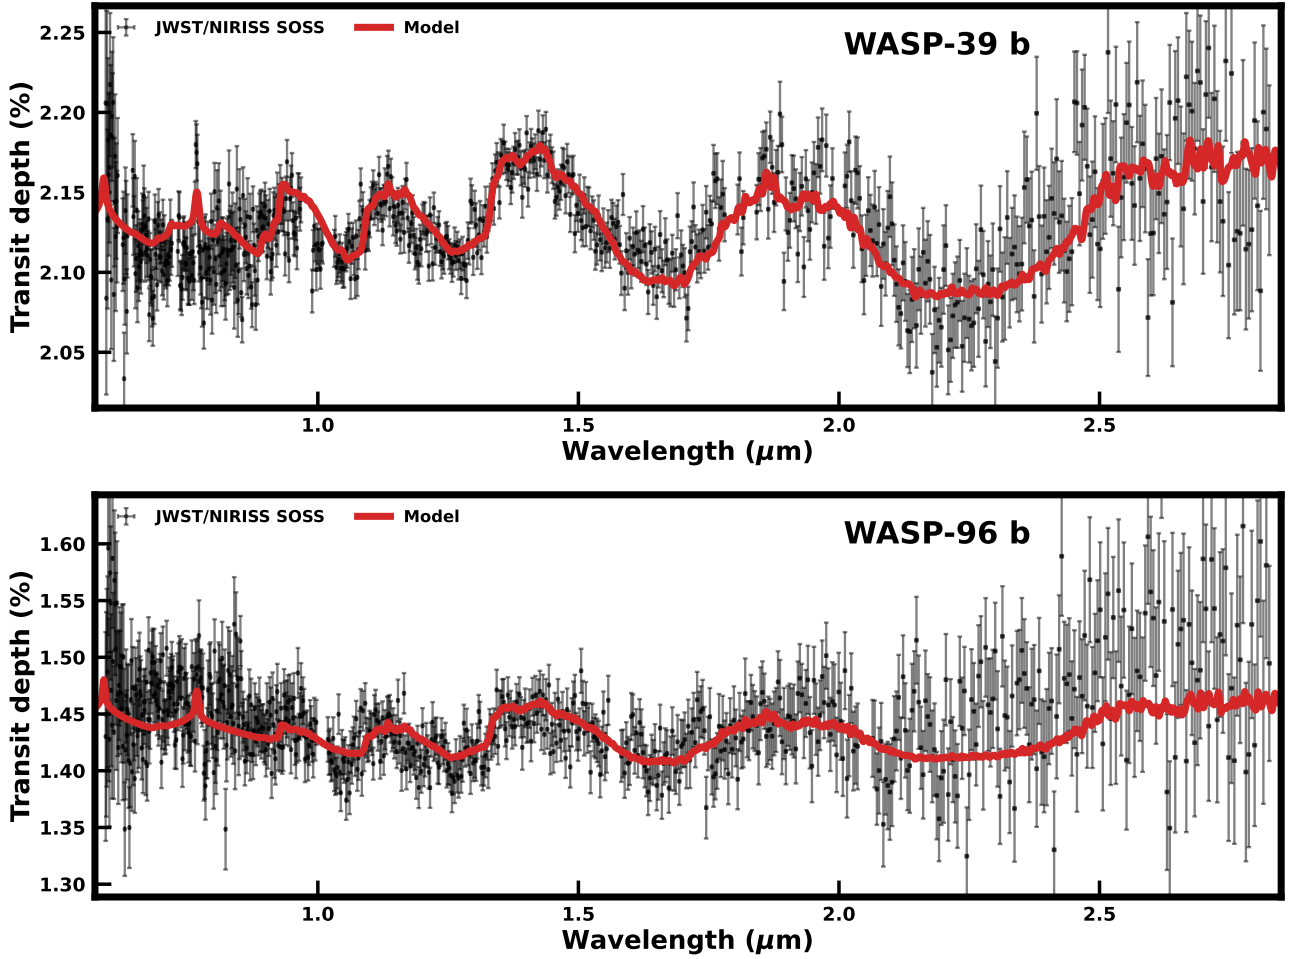 JWST/NIRISS SOSS
Model
WASP-39 b
Transit depth (%)
2.25
2.20
2.15
2.10
2.05
1.0
1.5
2.0
2.5
Wavelength (μm)
JWST/NIRISS SOSS
Model
WASP-96 b
Transit depth (%)
1.60
1.55
1.50
1.45
1.40
1.35
1.30
1.0
1.5
2.0
2.5
Wavelength (μm)